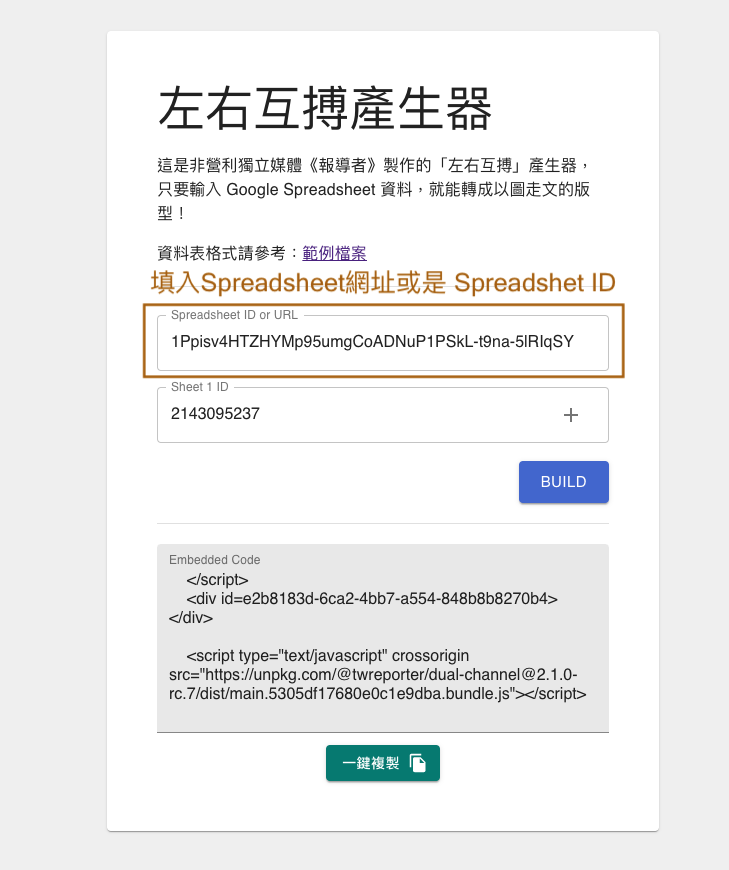 左右互搏產生器
這是非營利獨立媒體《報導者》製作的「左右互搏」產生器，
只要輸入 Google Spreadsheet 資料，就能轉成以圖走文的版
型！
資料表格式請參考：範例檔案
填入Spreadsheet網址或是 Spreadshet ID
Spreadsheet ID or URL
1Ppisv4HTZHYMp95umgCoADNuP1PSkL-t9na-5lRlqSY
Sheet 1 ID
2143095237
BUILD
Embedded Code
</script>
<div id=e2b8183d-6ca2-4bb7-a554-848b8b8270b4>
</div>
<script type="text/javascript" crossorigin
src="https://unpkg.com/@twreporter/dual-channel@2.1.0-
rc.7/dist/main.5305df17680e0c1e9dba.bundle.js"></script>
一鍵複製